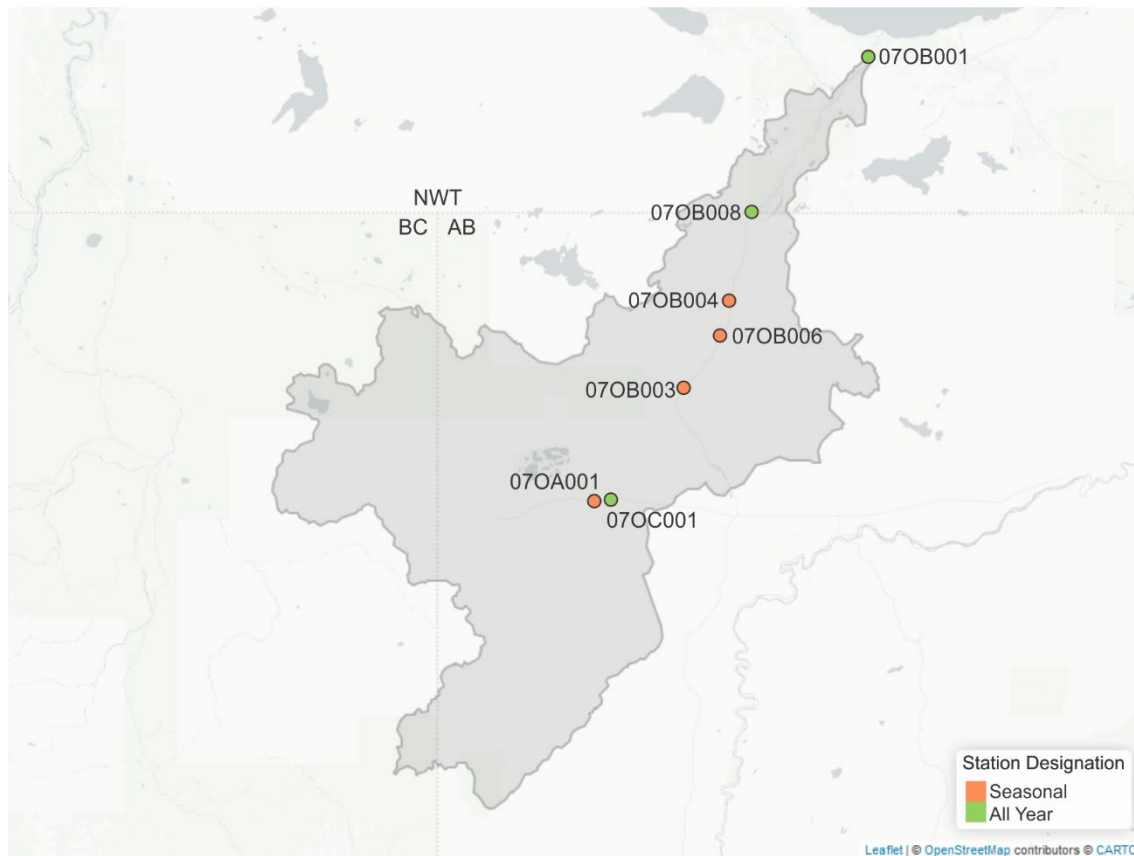 07OB001
NWT
BC AB
07OB008
07OB004
07OB006
07OB003
07OA001
07OC001
Station Designation
Seasonal
All Year
Leaflet | © OpenStreetMap contributors © CARTO